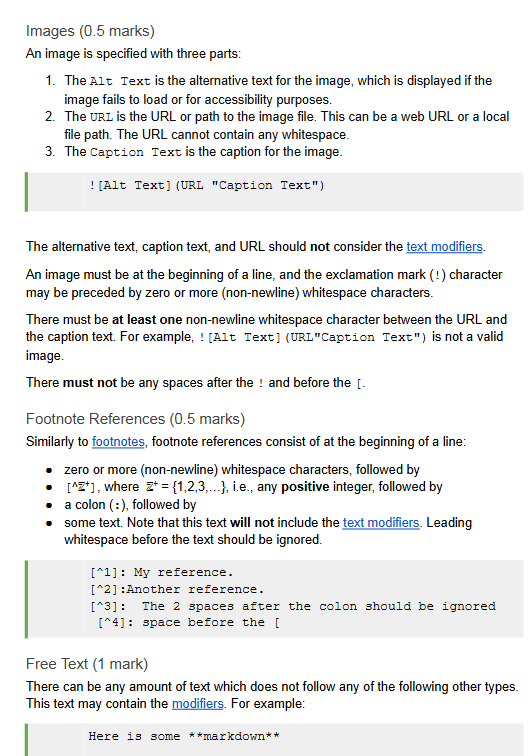 Images (0.5 marks)
An image is specified with three parts:
1. The Alt Text is the alternative text for the image, which is displayed if the
image fails to load or for accessibility purposes.
2. The URL is the URL or path to the image file. This can be a web URL or a local
file path. The URL cannot contain any whitespace.
3. The Caption Text is the caption for the image.
![Alt Text](URL "Caption Text")
The alternative text, caption text, and URL should not consider the text modifiers.
An image must be at the beginning of a line, and the exclamation mark (!) character
may be preceded by zero or more (non-newline) whitespace characters.
There must be at least one non-newline whitespace character between the URL and
the caption text. For example, ![Alt Text](URL"Caption Text") is not a valid
image.
There must not be any spaces after the ! and before the [.
Footnote References (0.5 marks)
Similarly to footnotes, footnote references consist of at the beginning of a line:
● zero or more (non-newline) whitespace characters, followed by
● [^ℤ⁺], where ℤ⁺ = {1,2,3,...}, i.e., any positive integer, followed by
● a colon (:), followed by
● some text. Note that this text will not include the text modifiers. Leading
whitespace before the text should be ignored.
[^1]: My reference.
[^2]:Another reference.
[^3]:  The 2 spaces after the colon should be ignored
 [^4]: space before the [
Free Text (1 mark)
There can be any amount of text which does not follow any of the following other types.
This text may contain the modifiers. For example:
Here is some **markdown**